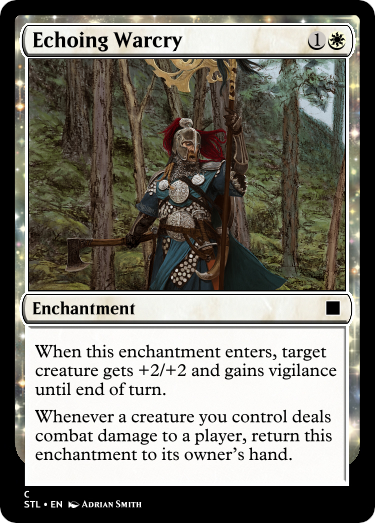 Echoing Warcry 1
Enchantment
When this enchantment enters, target
creature gets +2/+2 and gains vigilance
until end of turn.
Whenever a creature you control deals
combat damage to a player, return this
enchantment to its owner's hand.
C
STL • EN Adrian Smith